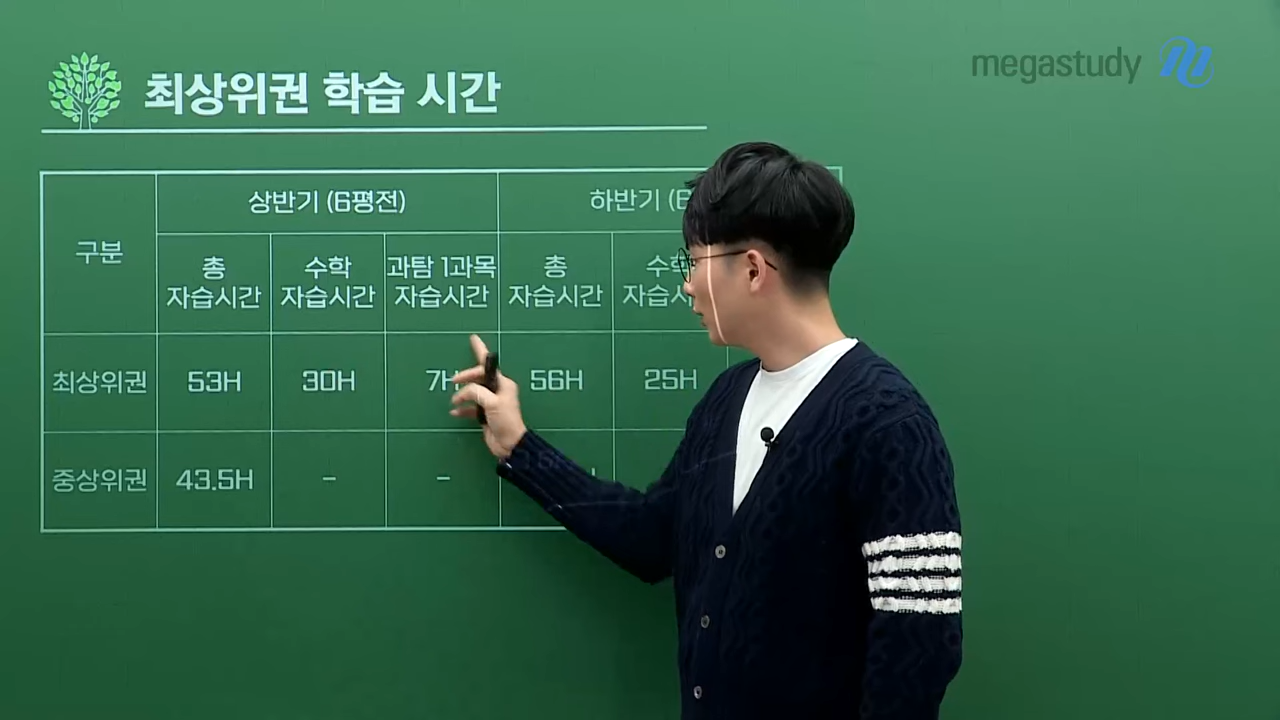 최상위권 학습 시간
megastudy
구분
상반기 (6평전)
하반기
총
자습시간
수학
자습시간
과탐 1과목
자습시간
총
자습시간
최상위권
53H
30H
56H
25H
중상위권
43.5H
-
-